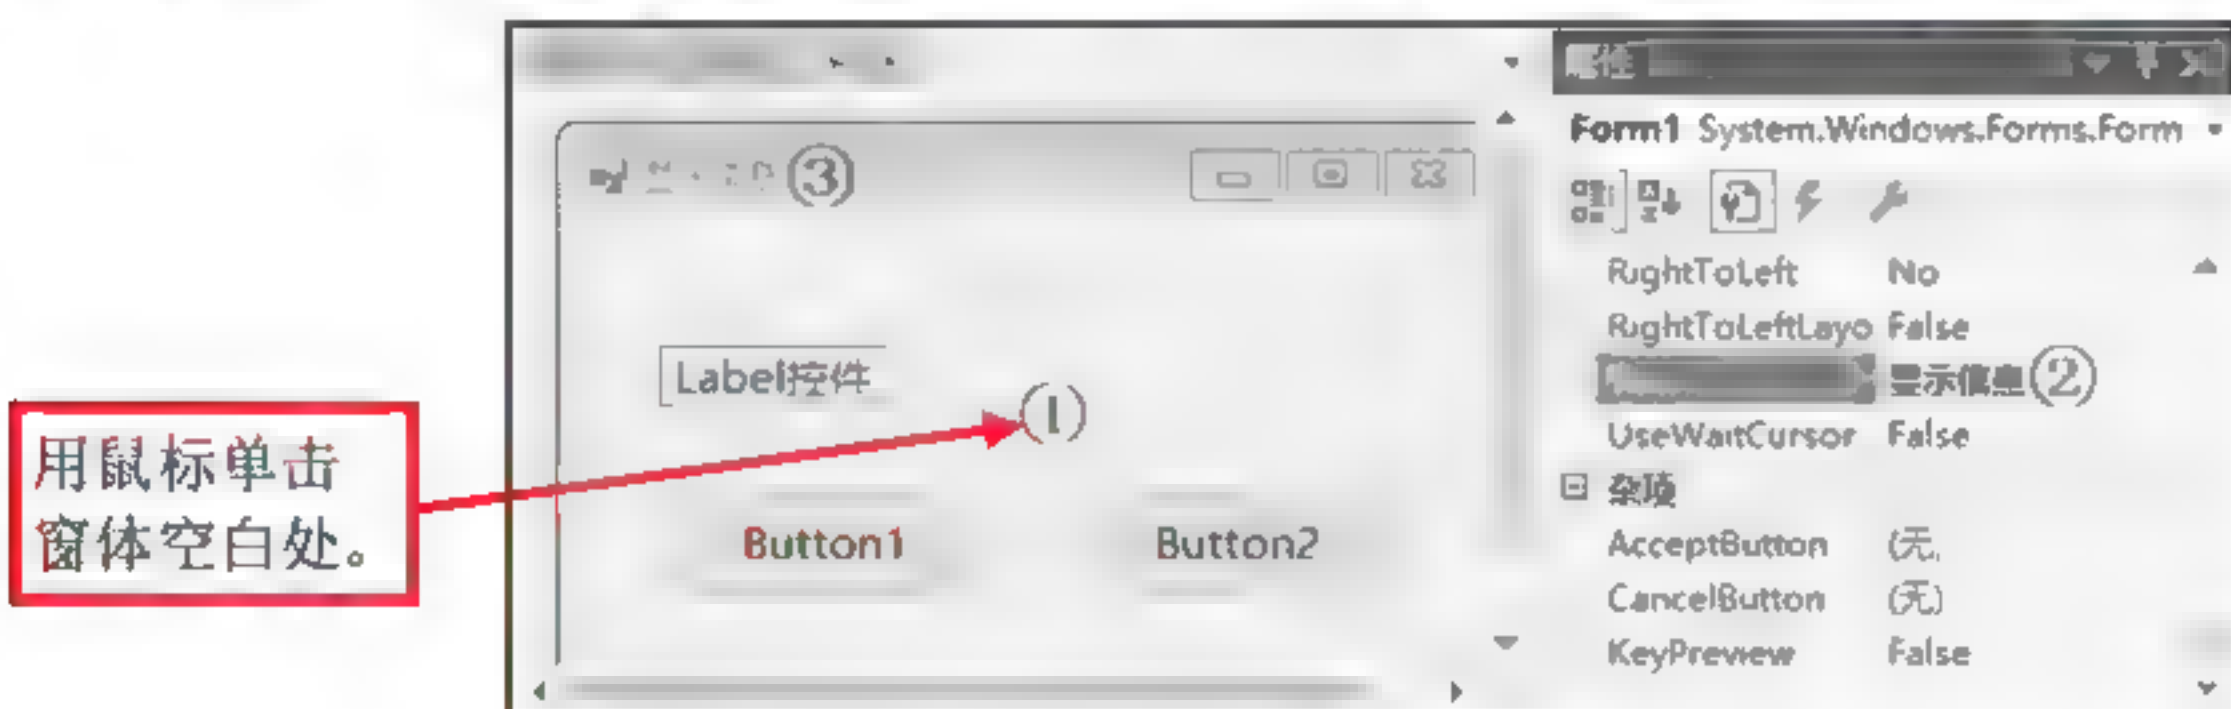 用鼠标单击
窗体空白处。
③
Label控件
①
Button1
Button2
属性
Form1 System.Windows.Forms.Form
RightToLeft No
RightToLeftLayo False
显示信息②
UseWaitCursor False
杂项
AcceptButton (无
CancelButton (无)
KeyPreview False